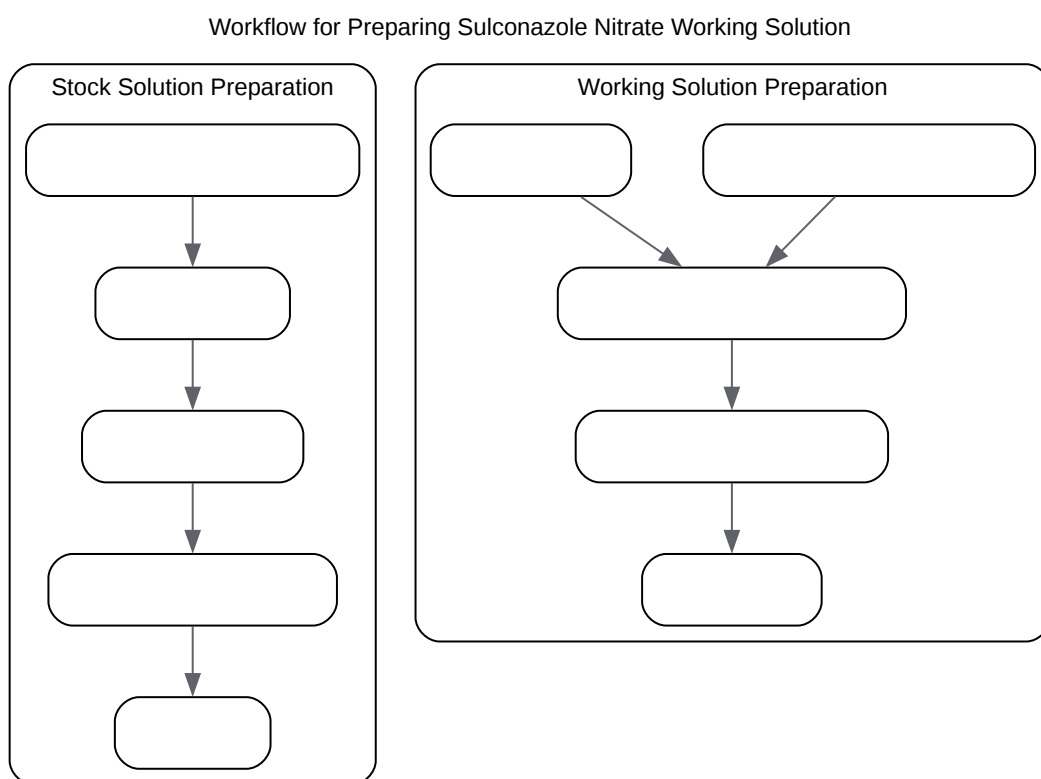 Workflow for Preparing Sulconazole Nitrate Working Solution
Stock Solution Preparation
Working Solution Preparation